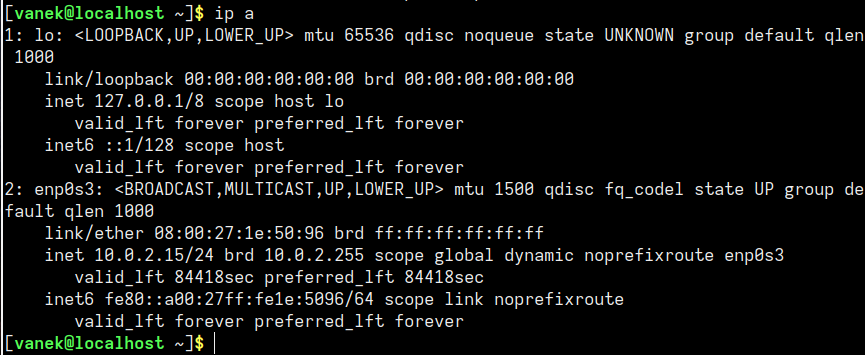 [vanek@localhost ~]$ ip a
1: lo: <LOOPBACK,UP,LOWER_UP> mtu 65536 qdisc noqueue state UNKNOWN group default qlen
 1000
    link/loopback 00:00:00:00:00:00 brd 00:00:00:00:00:00
    inet 127.0.0.1/8 scope host lo
       valid_lft forever preferred_lft forever
    inet6 ::1/128 scope host
       valid_lft forever preferred_lft forever
2: enp0s3: <BROADCAST,MULTICAST,UP,LOWER_UP> mtu 1500 qdisc fq_codel state UP group de
fault qlen 1000
    link/ether 08:00:27:1e:50:96 brd ff:ff:ff:ff:ff:ff
    inet 10.0.2.15/24 brd 10.0.2.255 scope global dynamic noprefixroute enp0s3
       valid_lft 84418sec preferred_lft 84418sec
    inet6 fe80::a00:27ff:fe1e:5096/64 scope link noprefixroute
       valid_lft forever preferred_lft forever
[vanek@localhost ~]$